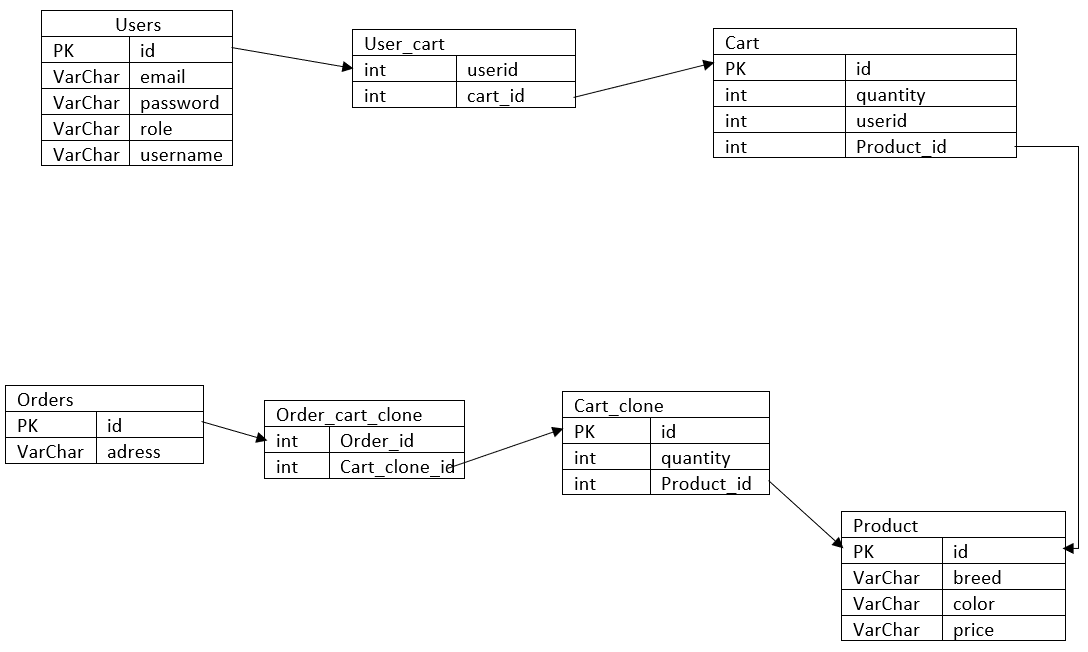 Users
PK id
VarChar email
VarChar password
VarChar role
VarChar username
User_cart
int userid
int cart_id
Cart
PK id
int quantity
int userid
int Product_id
Orders
PK id
VarChar adress
Order_cart_clone
int Order_id
int Cart_clone_id
Cart_clone
PK id
int quantity
int Product_id
Product
PK id
VarChar breed
VarChar color
VarChar price